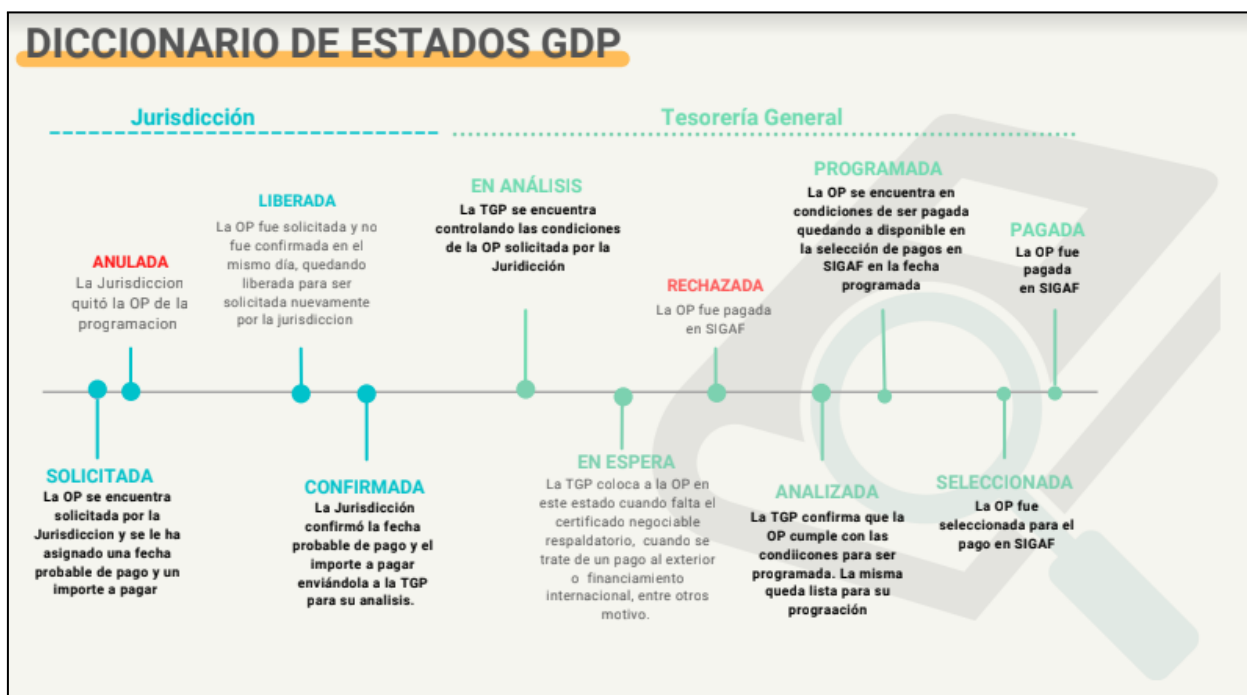 DICCIONARIO DE ESTADOS GDP
Jurisdicción
Tesorería General
ANULADA
La Jurisdiccion
quitó la OP de la
programacion
LIBERADA
La OP fue solicitada y no
fue confirmada en el
mismo día, quedando
liberada para ser
solicitada nuevamente
por la jurisdiccion
EN ANÁLISIS
La TGP se encuentra
controlando las condiciones
de la OP solicitada por la
Juridicción
RECHAZADA
La OP fue pagada
en SIGAF
PROGRAMADA
La OP se encuentra en
condiciones de ser pagada
quedando a disponible en
la selección de pagos en
SIGAF en la fecha
programada
PAGADA
La OP fue
pagada
en SIGAF
SOLICITADA
La OP se encuentra
solicitada por la
Jurisdiccion y se le ha
asignado una fecha
probable de pago y un
importe a pagar
CONFIRMADA
La Jurisdicción
confirmó la fecha
probable de pago y el
importe a pagar
enviándola a la TGP
para su analisis.
EN ESPERA
La TGP coloca a la OP en
este estado cuando falta el
certificado negociable
respaldatorio, cuando se
trate de un pago al exterior
o financiamiento
internacional, entre otros
motivo.
ANALIZADA
La TGP confirma que la
OP cumple con las
condiicones para ser
programada. La misma
queda lista para su
prograación
SELECCIONADA
La OP fue
seleccionada para el
pago en SIGAF